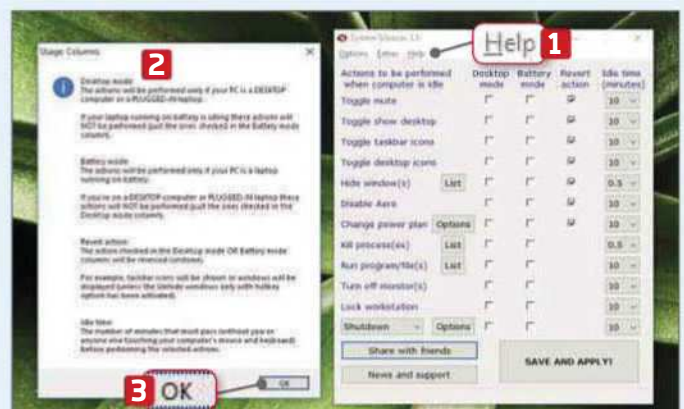 Usage Columns
2
Desktop mode
The actions will be performed only if your PC is a DESKTOP
computer or a PLUGGED-IN laptop.
If your laptop running on battery is idling these actions will
NOT be performed (just the ones checked in the Battery mode
column).
Battery mode
The actions will be performed only if your PC is a laptop
running on battery.
If you're on a DESKTOP computer or PLUGGED-IN laptop these
actions will NOT be performed (just the ones checked in the
Desktop mode column).
Revert action:
The action checked in the Desktop mode OR Battery mode
columns will be reversed (undone).
For example, taskbar icons will be shown or windows will be
displayed (unless the Unhide windows only with hotkey
option has been activated).
Idle time:
The number of minutes that must pass (without you or
anyone else touching your computer's mouse and keyboard)
before performing the selected actions.
3 OK
OK
Options Extras Help
Help 1
Actions to be performed when computer is idle
Desktop mode
Battery mode
Revert action
Idle time (minutes)
Toggle mute 10
Toggle show desktop 10
Toggle taskbar icons 10
Toggle desktop icons 10
Hide window(s) List 0.5
Disable Aero 10
Change power plan Options 10
Kill process(es) List 0.5
Run program/file(s) List 10
Turn off monitor(s) 10
Lock workstation 10
Shutdown Options 10
Share with friends
News and support
SAVE AND APPLY!